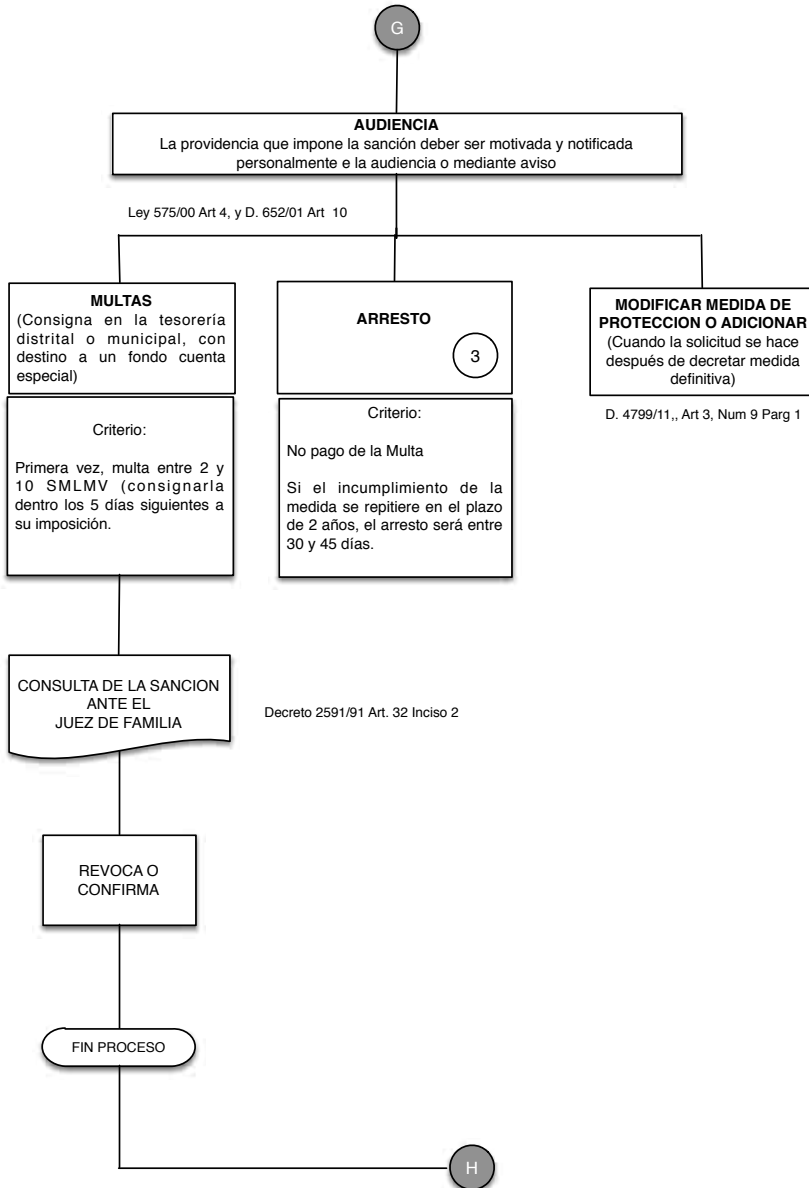 G
AUDIENCIA
La providencia que impone la sanción deber ser motivada y notificada
personalmente e la audiencia o mediante aviso
Ley 575/00 Art 4, y D. 652/01 Art 10
MULTAS
(Consigna en la tesorería
distrital o municipal, con
destino a un fondo cuenta
especial)
Criterio:
Primera vez, multa entre 2 y
10 SMLMV (consignarla
dentro los 5 días siguientes a
su imposición.
ARRESTO
3
Criterio:
No pago de la Multa
Si el incumplimiento de la
medida se repitiere en el plazo
de 2 años, el arresto será entre
30 y 45 días.
MODIFICAR MEDIDA DE
PROTECCION O ADICIONAR
(Cuando la solicitud se hace
después de decretar medida
definitiva)
D. 4799/11,, Art 3, Num 9 Parg 1
CONSULTA DE LA SANCION
ANTE EL
JUEZ DE FAMILIA
Decreto 2591/91 Art. 32 Inciso 2
REVOCA O
CONFIRMA
FIN PROCESO
H